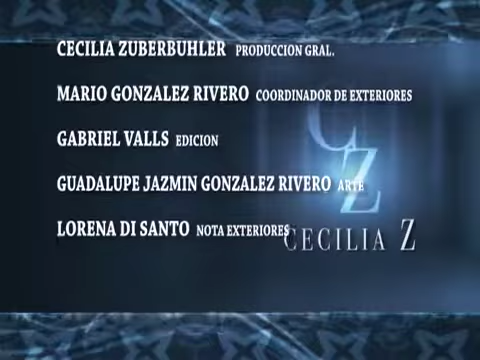 CECILIA ZUBERBUHLER PRODUCCION GRAL.
MARIO GONZALEZ RIVERO COORDINADOR DE EXTERIORES
GABRIEL VALLS EDICION
GUADALUPE JAZMIN GONZALEZ RIVERO ARTE
LORENA DI SANTO NOTA EXTERIORES
CZ
CECILIA Z